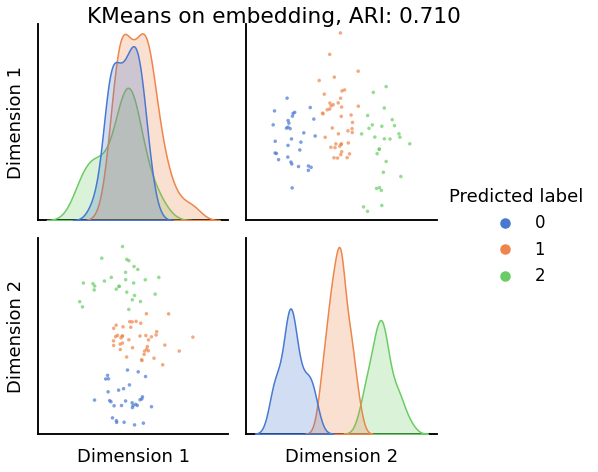 KMeans on embedding, ARI: 0.710
Dimension 1
Predicted label
0
1
2
Dimension 2
Dimension 1
Dimension 2